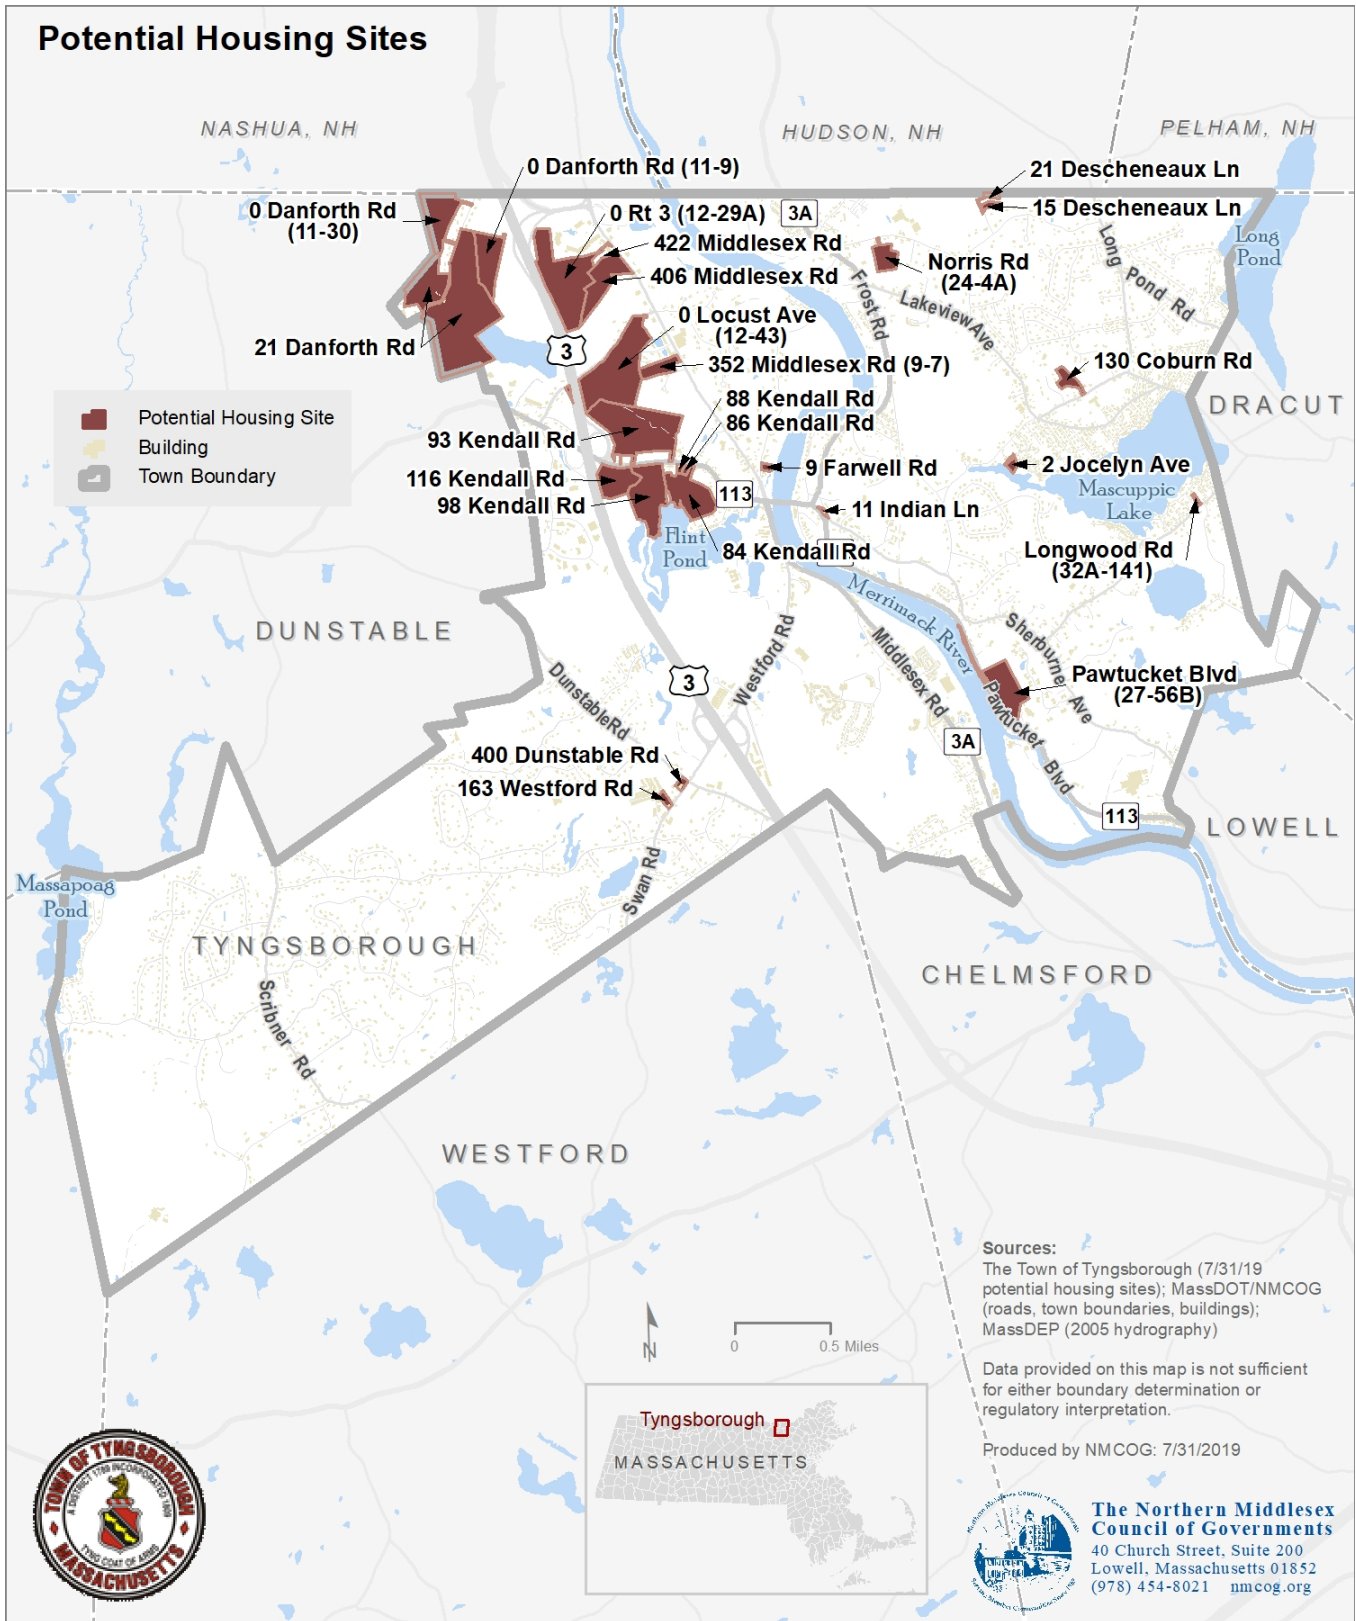 Potential Housing Sites
NASHUA, NH
HUDSON, NH
PELHAM, NH
0 Danforth Rd (11-9)
21 Descheneaux Ln
15 Descheneaux Ln
0 Danforth Rd
(11-30)
0 Rt 3 (12-29A)
3A
422 Middlesex Rd
406 Middlesex Rd
Norris Rd
(24-4A)
Long Pond Rd
Long
Pond
Frost Rd
Lakeview Ave
0 Locust Ave
(12-43)
21 Danforth Rd
3
352 Middlesex Rd (9-7)
130 Coburn Rd
DRACUT
Potential Housing Site
Building
Town Boundary
88 Kendall Rd
86 Kendall Rd
93 Kendall Rd
116 Kendall Rd
98 Kendall Rd
9 Farwell Rd
2 Jocelyn Ave
Mascuppic
Lake
113
11 Indian Ln
Flint
Pond
84 Kendall Rd
Longwood Rd
(32A-141)
DUNSTABLE
Merrimack River
Middlesex Rd
Sherburne Ave
Westford Rd
Dunstable Rd
3
Pawtucket Blvd
(27-56B)
Pawtucket Blvd
3A
400 Dunstable Rd
163 Westford Rd
113
LOWELL
Swan Rd
Massapoag
Pond
TYNGSBOROUGH
CHELMSFORD
Scribner Rd
WESTFORD
Sources:
The Town of Tyngsborough (7/31/19
potential housing sites); MassDOT/NMCOG
(roads, town boundaries, buildings);
MassDEP (2005 hydrography)
Data provided on this map is not sufficient
for either boundary determination or
regulatory interpretation.
Produced by NMCOG: 7/31/2019
N
0 0.5 Miles
Tyngsborough
MASSACHUSETTS
TOWN OF TYNGSBOROUGH
A DISTRICT 1789 INCORPORATED 1809
TYNG COAT OF ARMS
MASSACHUSETTS
The Northern Middlesex
Council of Governments
40 Church Street, Suite 200
Lowell, Massachusetts 01852
(978) 454-8021 nmcog.org